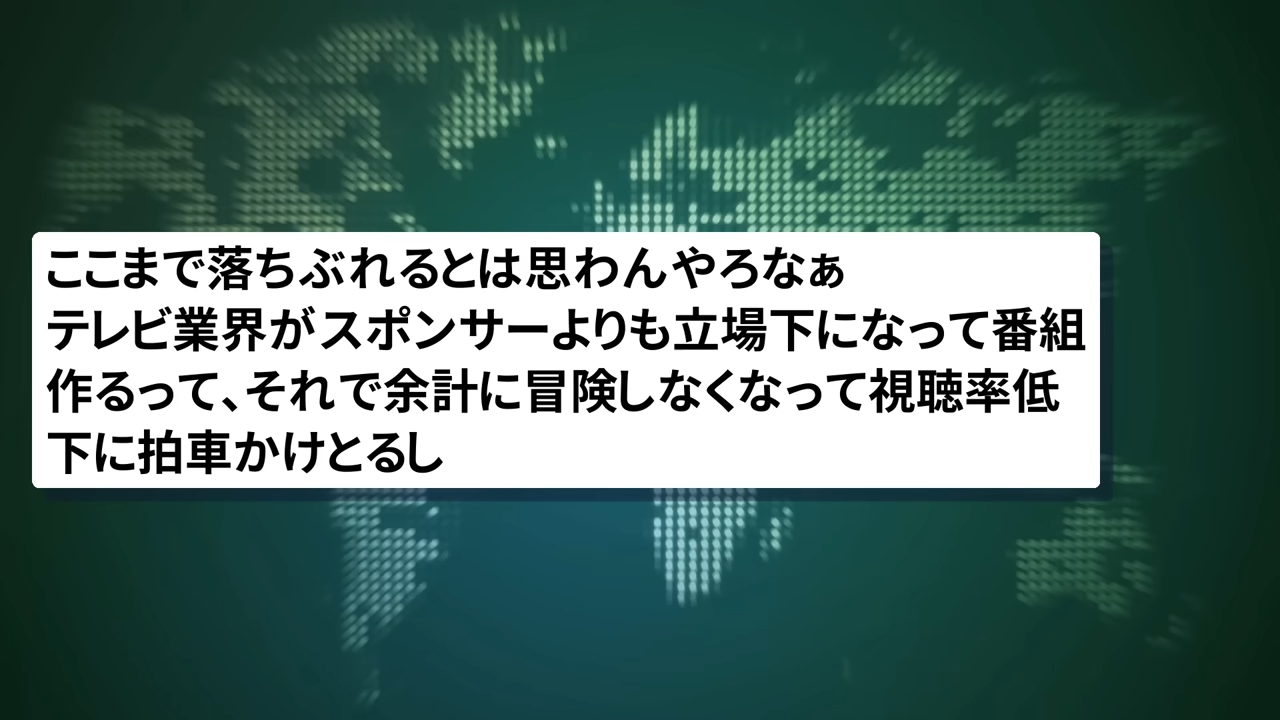 ここまで落ちぶれるとは思わんやろなぁ
テレビ業界がスポンサーよりも立場下になって番組
作るって、それで余計に冒険しなくなって視聴率低
下に拍車かけとるし